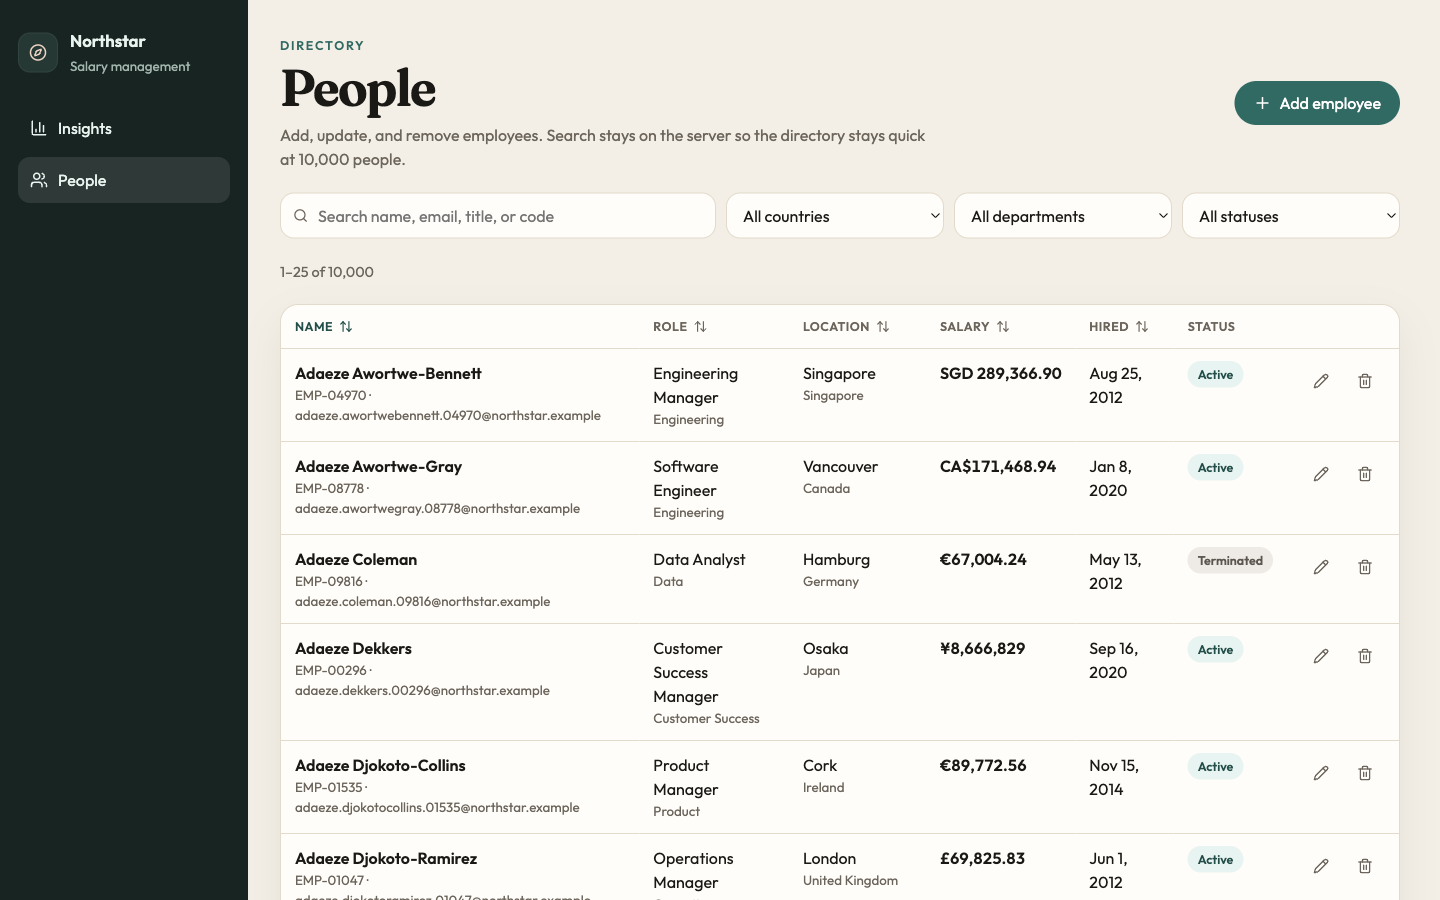 Northstar
Salary management
Insights
People
DIRECTORY
People
Add, update, and remove employees. Search stays on the server so the directory stays quick
at 10,000 people.
Add employee
Search name, email, title, or code
All countries
All departments
All statuses
1–25 of 10,000
NAME ROLE LOCATION SALARY HIRED STATUS
Adaeze Awortwe-Bennett
EMP-04970 ·
adaeze.awortwebennett.04970@northstar.example
Engineering
Manager
Engineering
Singapore
Singapore
SGD 289,366.90
Aug 25,
2012
Active
Adaeze Awortwe-Gray
EMP-08778 ·
adaeze.awortwegray.08778@northstar.example
Software
Engineer
Engineering
Vancouver
Canada
CA$171,468.94
Jan 8,
2020
Active
Adaeze Coleman
EMP-09816 ·
adaeze.coleman.09816@northstar.example
Data Analyst
Data
Hamburg
Germany
€67,004.24
May 13,
2012
Terminated
Adaeze Dekkers
EMP-00296 ·
adaeze.dekkers.00296@northstar.example
Customer
Success
Manager
Customer Success
Osaka
Japan
¥8,666,829
Sep 16,
2020
Active
Adaeze Djokoto-Collins
EMP-01535 ·
adaeze.djokotocollins.01535@northstar.example
Product
Manager
Product
Cork
Ireland
€89,772.56
Nov 15,
2014
Active
Adaeze Djokoto-Ramirez
EMP-01047 ·
adaeze.djokotoramirez.01047@northstar.example
Operations
Manager
London
United Kingdom
£69,825.83
Jun 1,
2012
Active